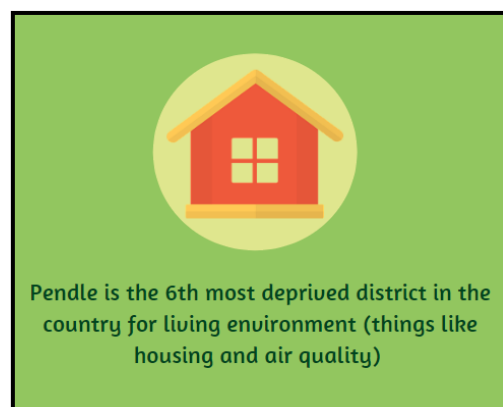 Pendle is the 6th most deprived district in the
country for living environment (things like
housing and air quality)